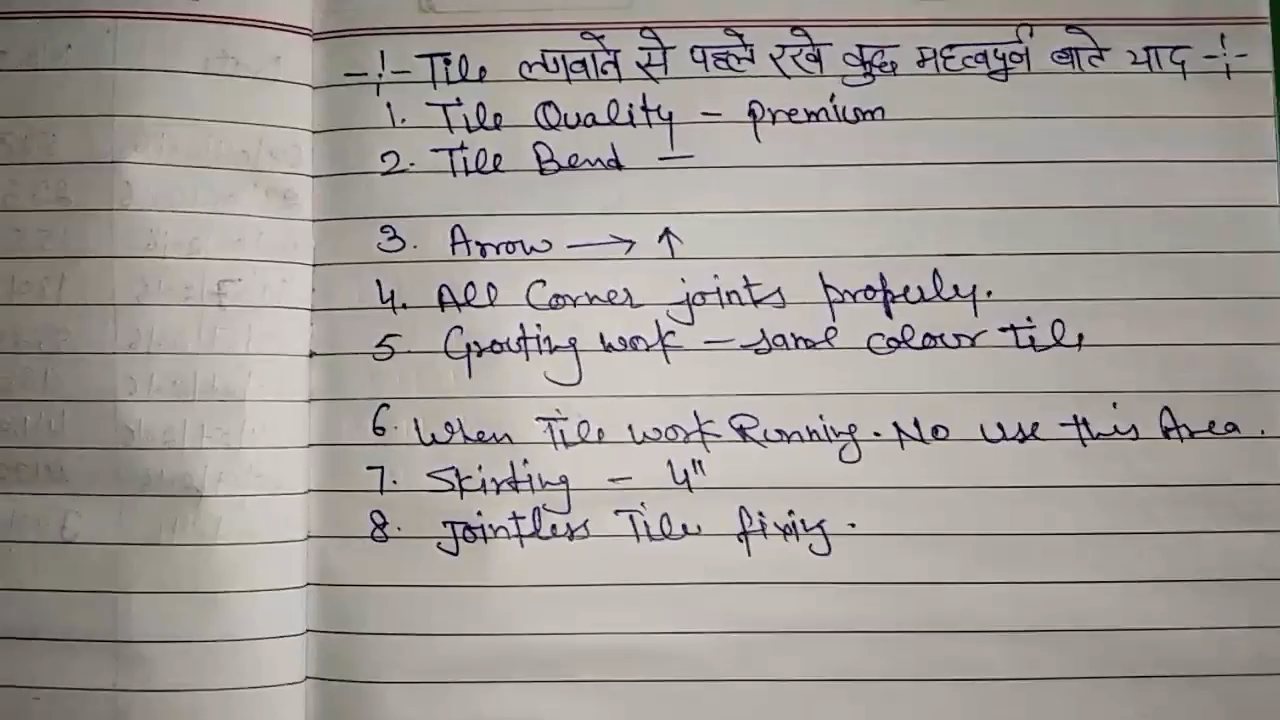 -:- Tile लगवाने से पहले रखे कुछ महत्वपूर्ण बाते याद -:-
1. Tile Quality - premium
2. Tile Bend -
3. Arrow → ↑
4. All Corner joints properly.
5. Grouting work - same colour tile
6. When Tile work Running. No use this Area.
7. Skirting - 4"
8. Jointless Tile fixing.